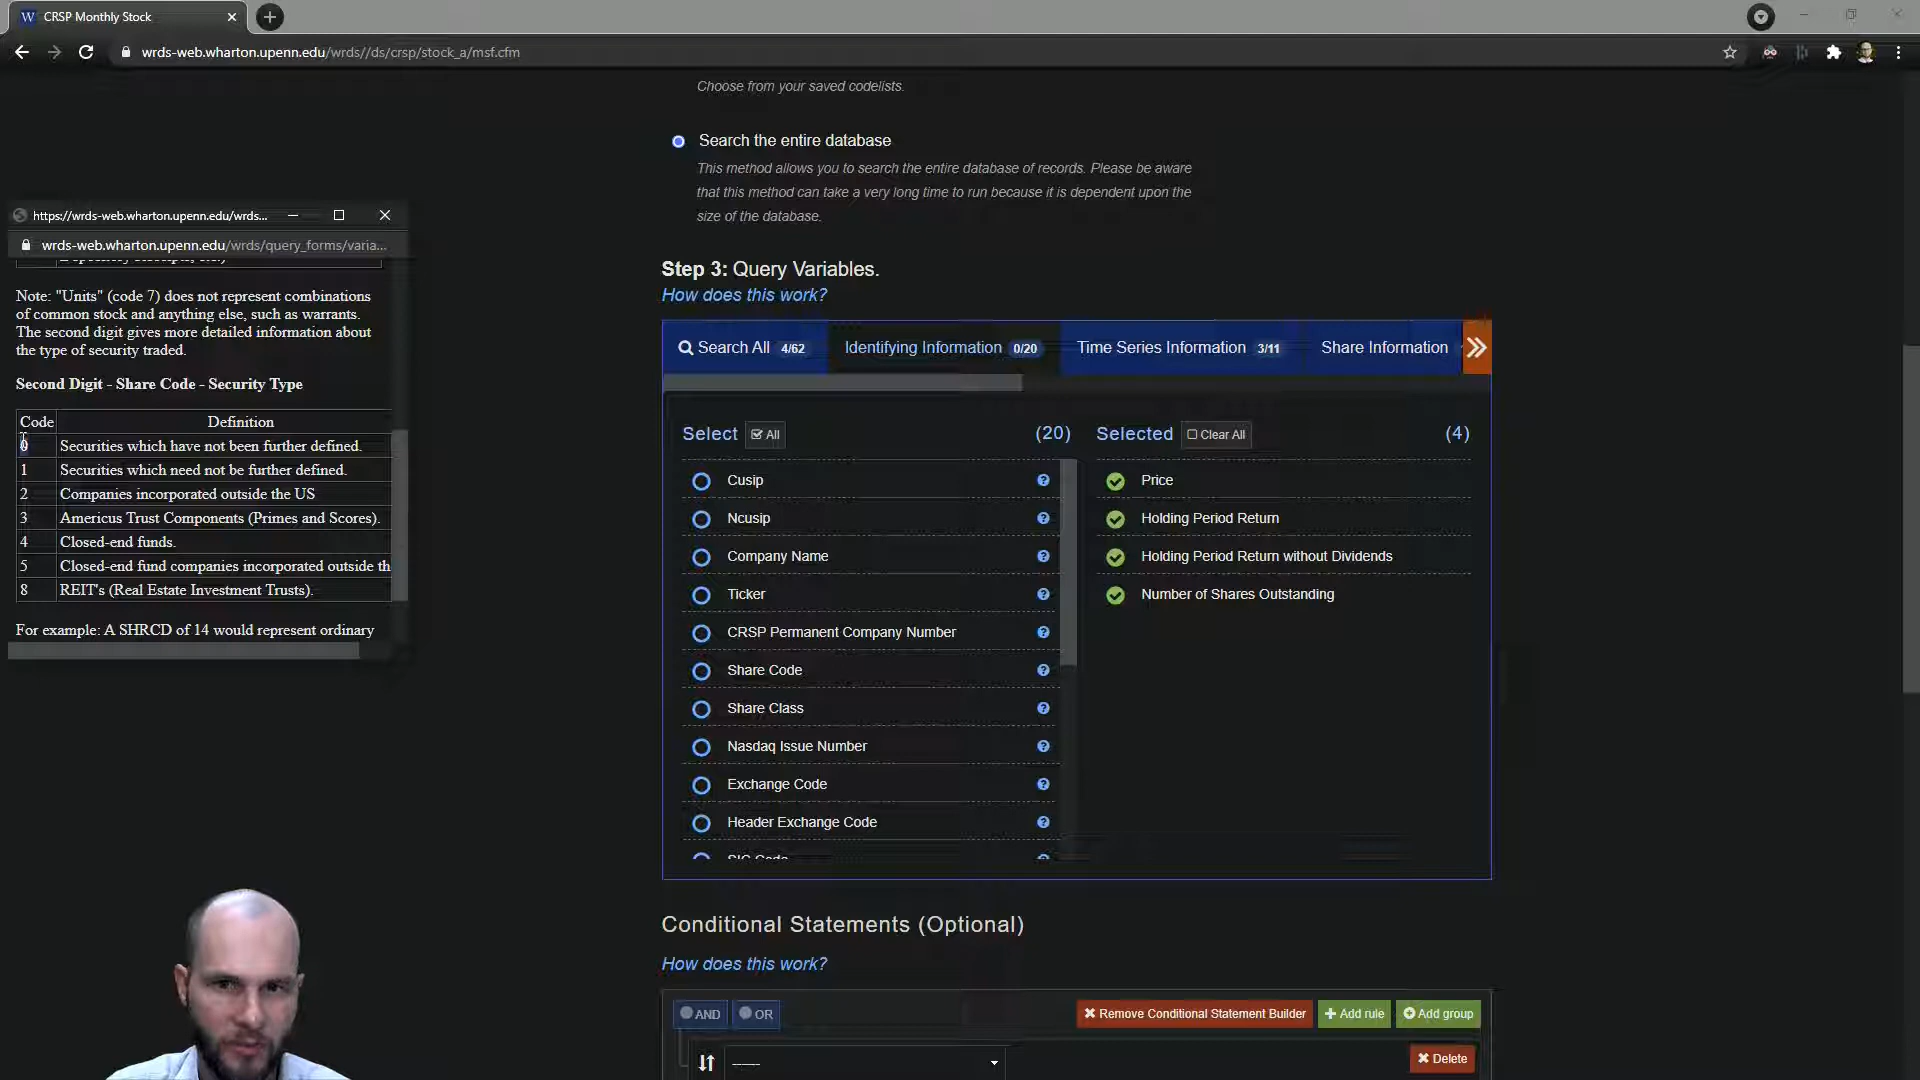 CRSP Monthly Stock
wrds-web.wharton.upenn.edu/wrds//ds/crsp/stock_a/msf.cfm
Choose from your saved codelists.
Search the entire database
This method allows you to search the entire database of records. Please be aware
that this method can take a very long time to run because it is dependent upon the
size of the database.
https://wrds-web.wharton.upenn.edu/wrds...
wrds-web.wharton.upenn.edu/wrds/query_forms/varia...
Note: "Units" (code 7) does not represent combinations
of common stock and anything else, such as warrants.
The second digit gives more detailed information about
the type of security traded.
Second Digit - Share Code - Security Type
Code Definition
0 Securities which have not been further defined.
1 Securities which need not be further defined.
2 Companies incorporated outside the US
3 Americus Trust Components (Primes and Scores).
4 Closed-end funds.
5 Closed-end fund companies incorporated outside th
8 REIT's (Real Estate Investment Trusts).
For example: A SHRCD of 14 would represent ordinary
Step 3: Query Variables.
How does this work?
Search All 4/62
Identifying Information 0/20
Time Series Information 3/11
Share Information
Select All (20)
Cusip
Ncusip
Company Name
Ticker
CRSP Permanent Company Number
Share Code
Share Class
Nasdaq Issue Number
Exchange Code
Header Exchange Code
SIC Code
Selected Clear All (4)
Price
Holding Period Return
Holding Period Return without Dividends
Number of Shares Outstanding
Conditional Statements (Optional)
How does this work?
AND OR
Remove Conditional Statement Builder
Add rule
Add group
Delete